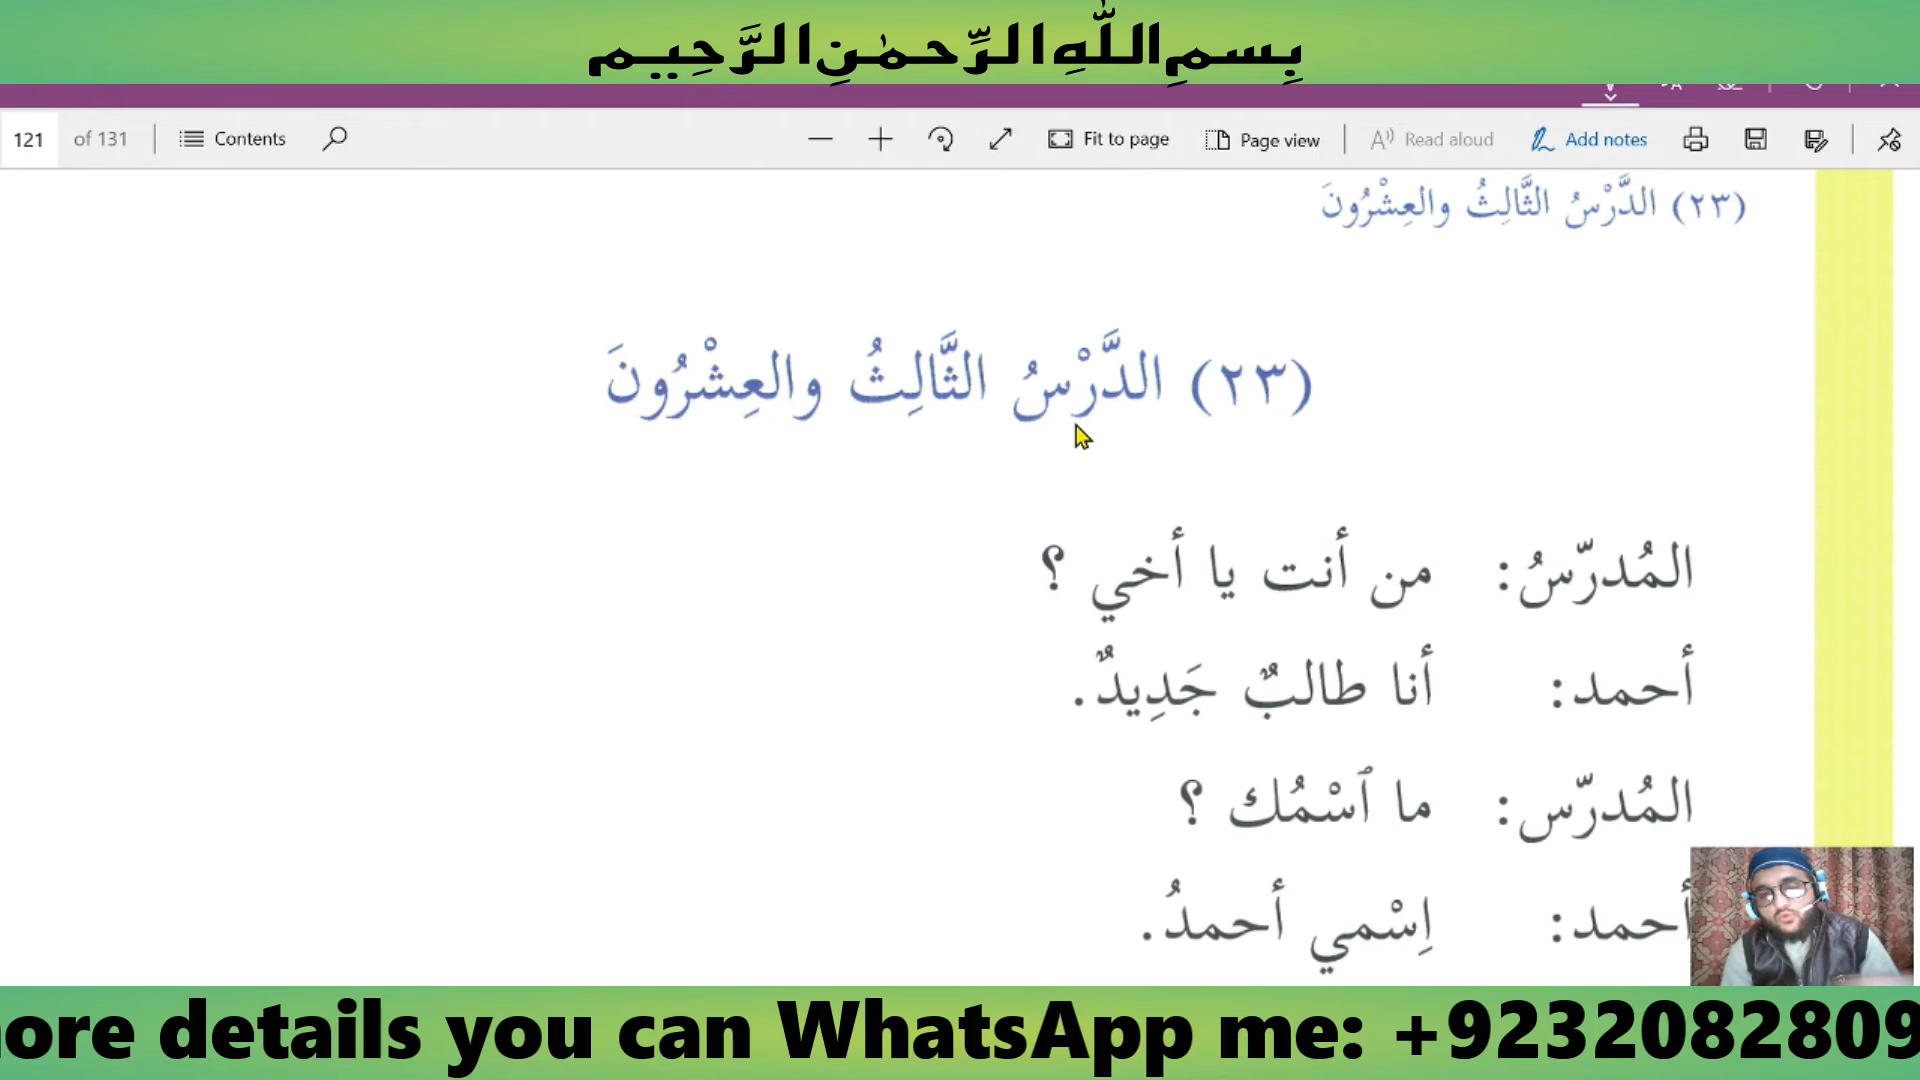 بِسمِ اللّٰهِ الرَّحمٰنِ الرَّحِيم
121 of 131 Contents Fit to page Page view Read aloud Add notes
(٢٣) الدَّرْسُ الثَّالِثُ والعِشْرُونَ
(٢٣) الدَّرْسُ الثَّالِثُ والعِشْرُونَ
المُدرّسُ: من أنت يا أخي ؟
أحمد: أنا طالبٌ جَدِيدٌ.
المُدرّس: ما ٱسْمُك ؟
أحمد: اِسْمي أحمدُ.
ore details you can WhatsApp me: +9232082809